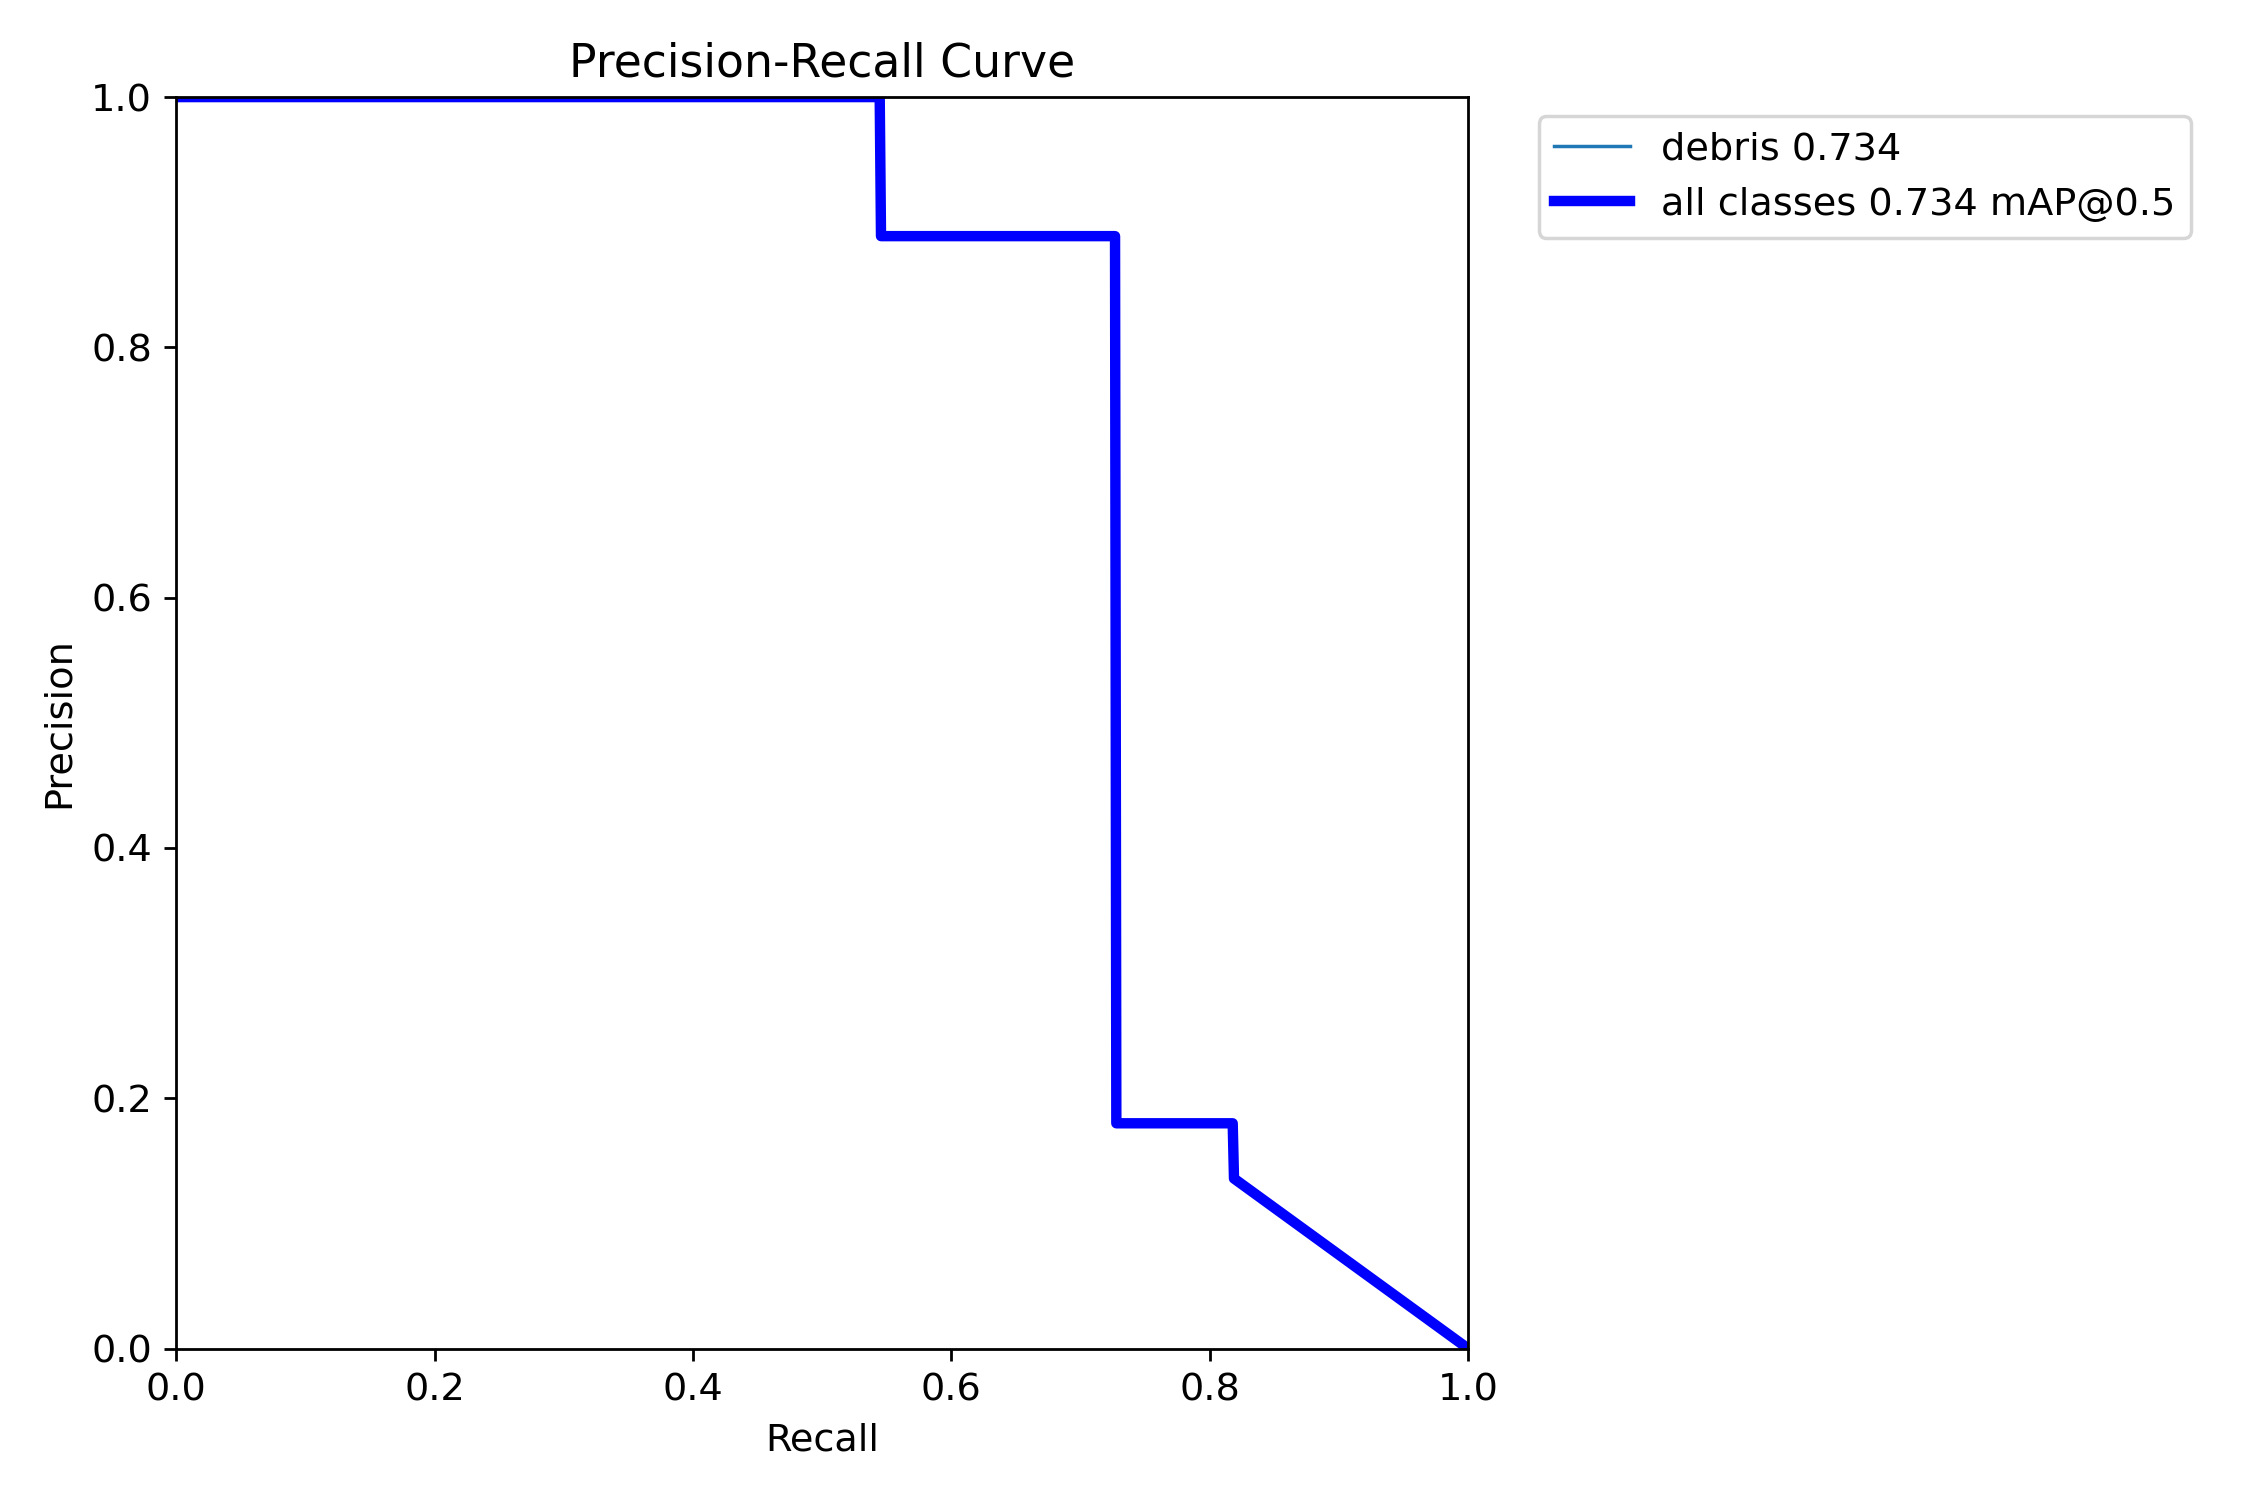 Precision-Recall Curve
1.0
0.8
0.6
0.4
0.2
0.0
Precision
0.0 0.2 0.4 0.6 0.8 1.0
Recall
debris 0.734
all classes 0.734 mAP@0.5